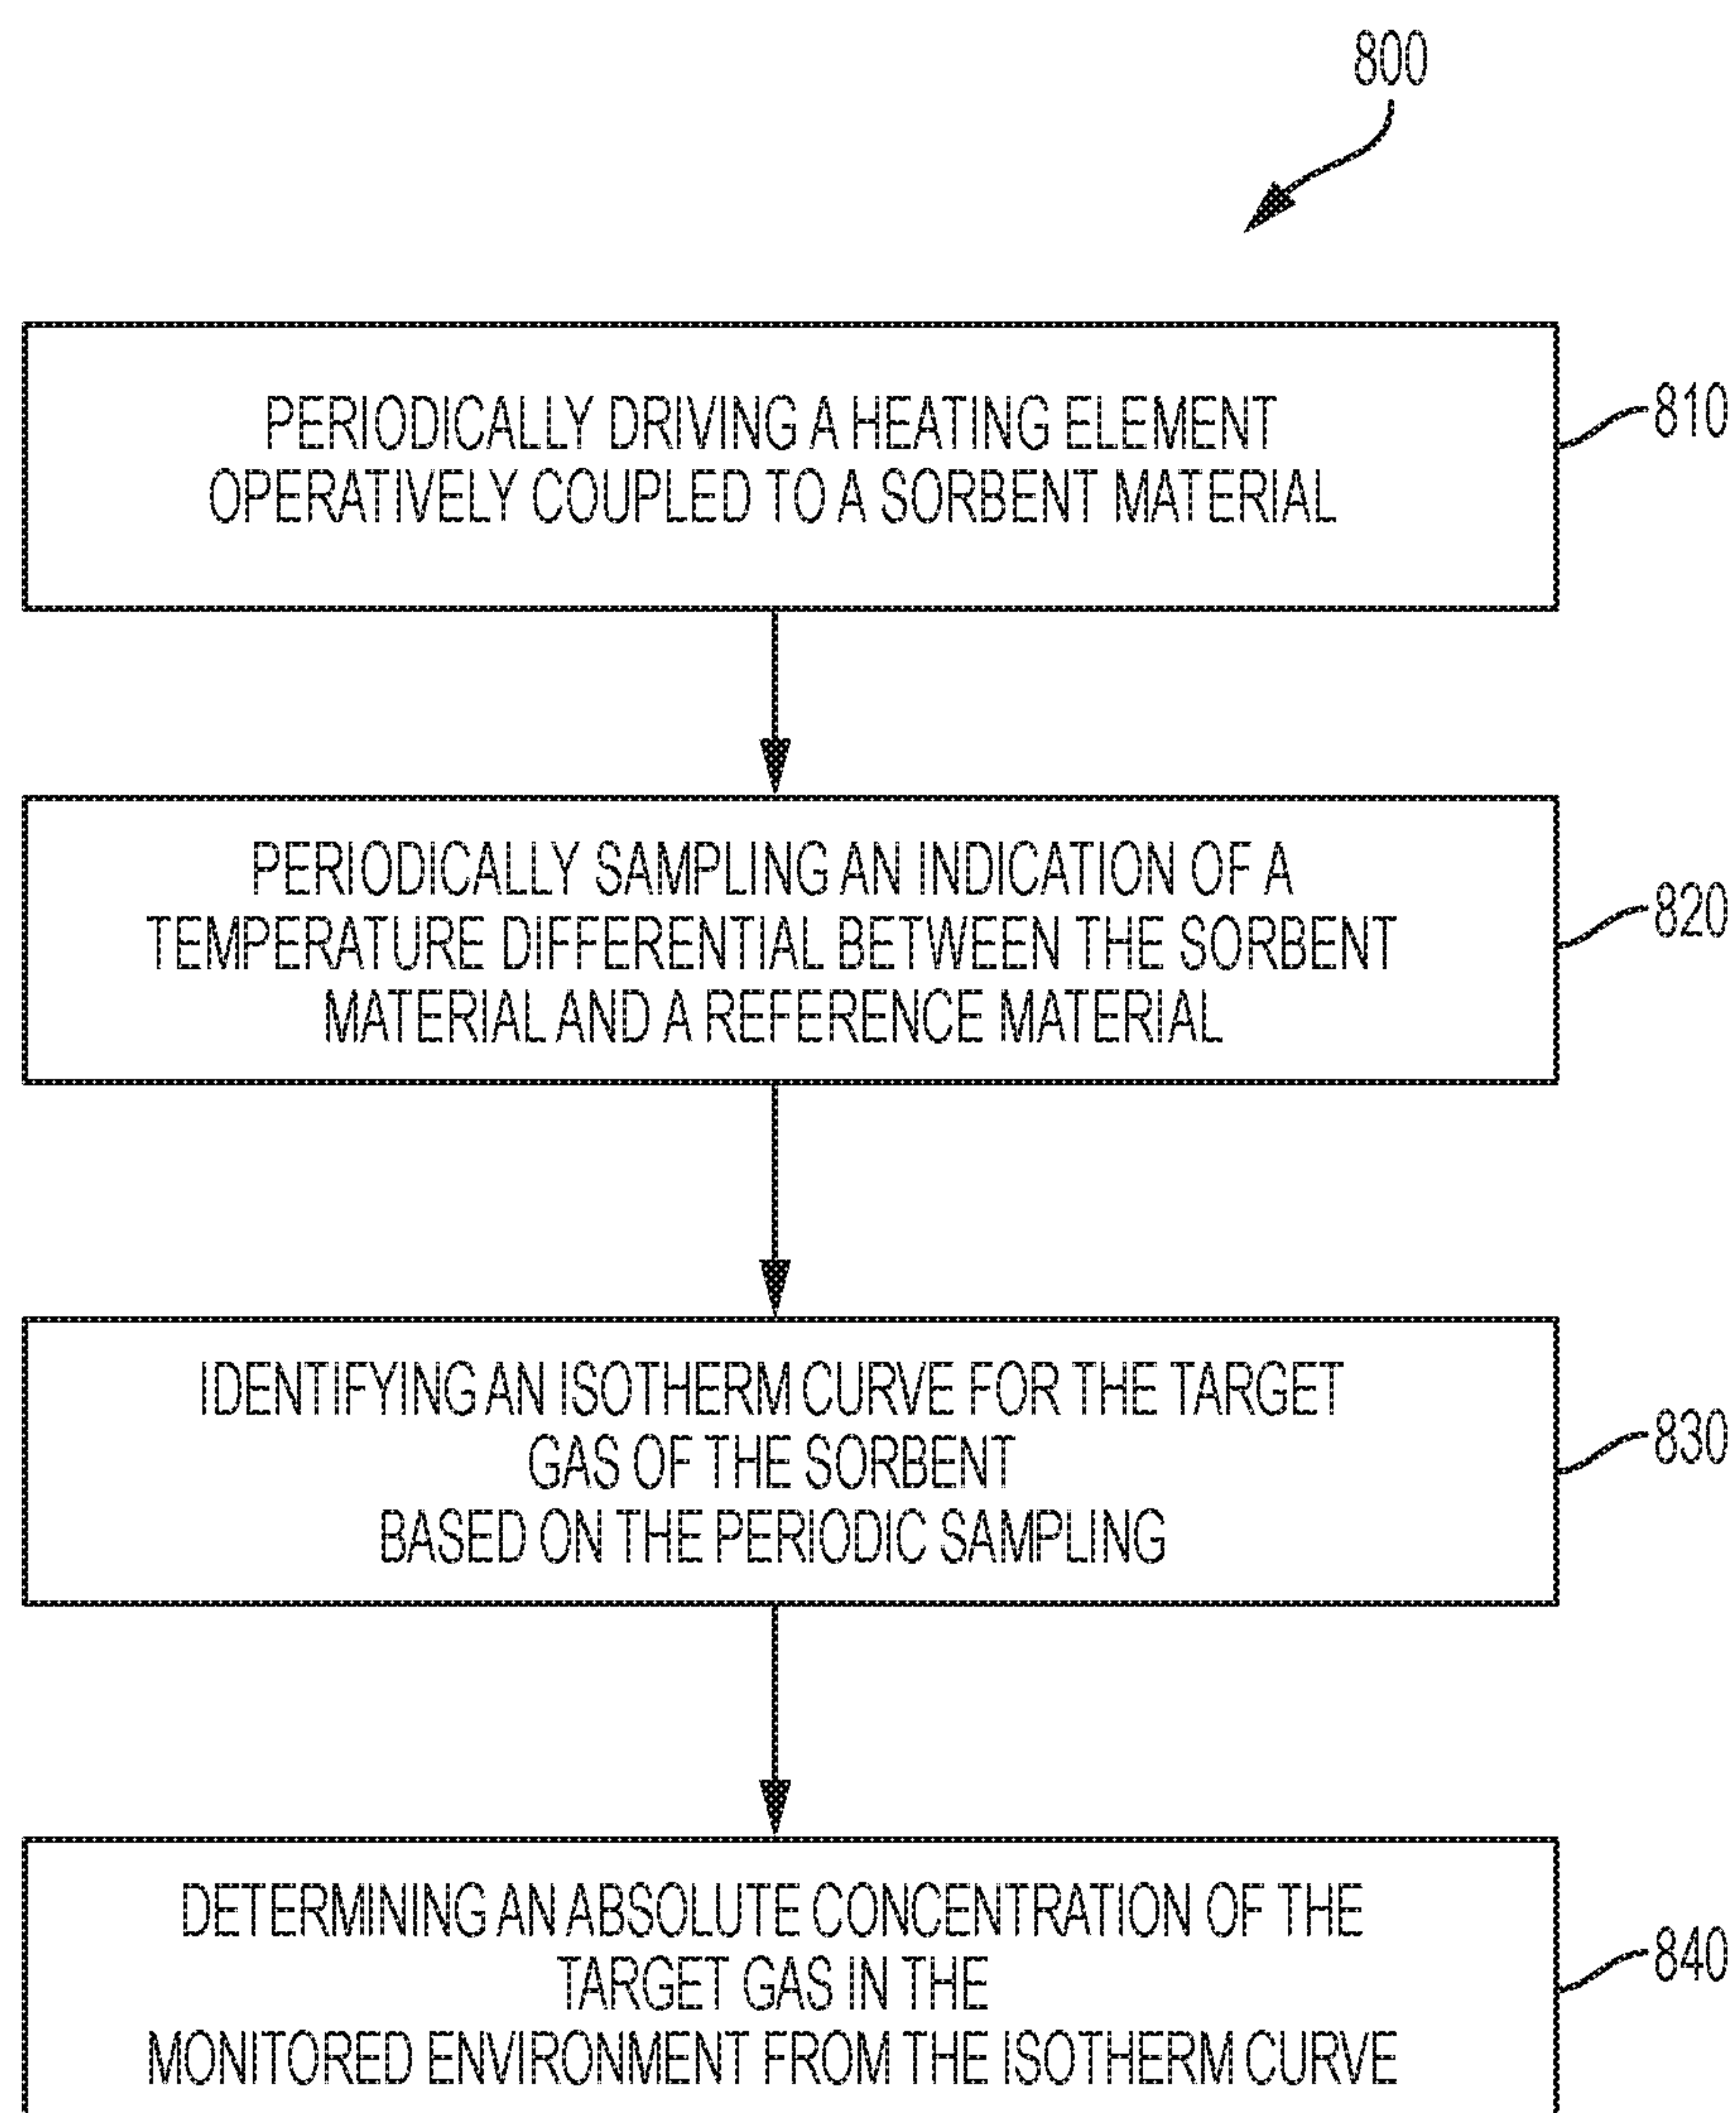 800
PERIODICALLY DRIVING A HEATING ELEMENT
OPERATIVELY COUPLED TO A SORBENT MATERIAL
810
PERIODICALLY SAMPLING AN INDICATION OF A
TEMPERATURE DIFFERENTIAL BETWEEN THE SORBENT
MATERIAL AND A REFERENCE MATERIAL
820
IDENTIFYING AN ISOTHERM CURVE FOR THE TARGET
GAS OF THE SORBENT
BASED ON THE PERIODIC SAMPLING
830
DETERMINING AN ABSOLUTE CONCENTRATION OF THE
TARGET GAS IN THE
MONITORED ENVIRONMENT FROM THE ISOTHERM CURVE
840